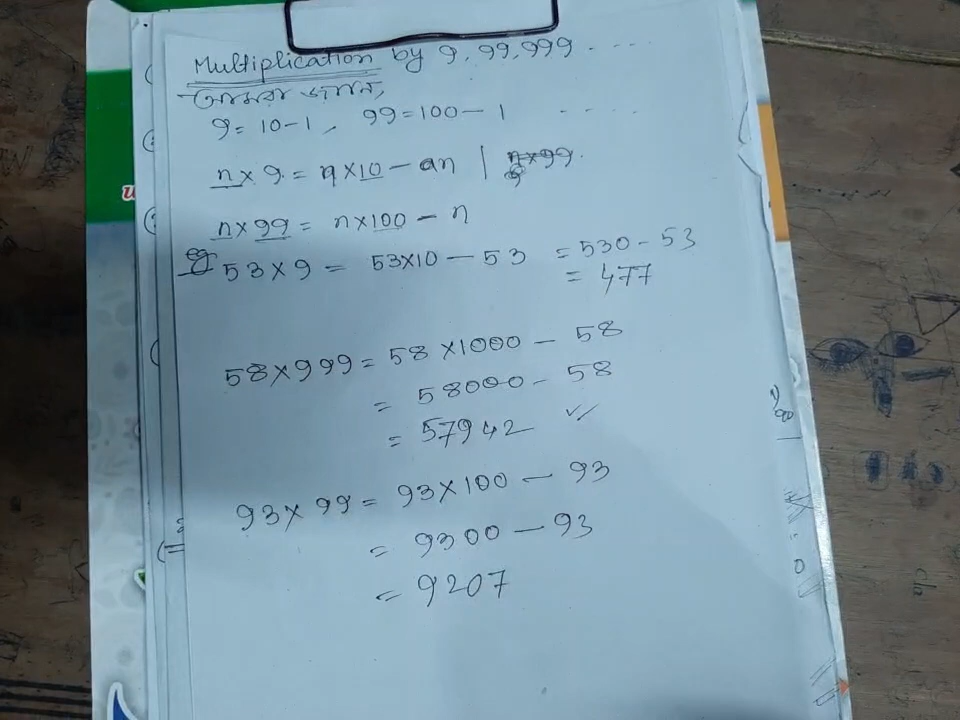 Multiplication by 9, 99, 999 ....
আমরা জানি,
9 = 10-1, 99 = 100 - 1 .....
n × 9 = n × 10 - n |
n × 99 = n × 100 - n
eg 53 × 9 = 53 × 10 - 53 = 530 - 53
= 477
58 × 999 = 58 × 1000 - 58
= 58000 - 58
= 57942 ✓
93 × 99 = 93 × 100 - 93
= 9300 - 93
= 9207